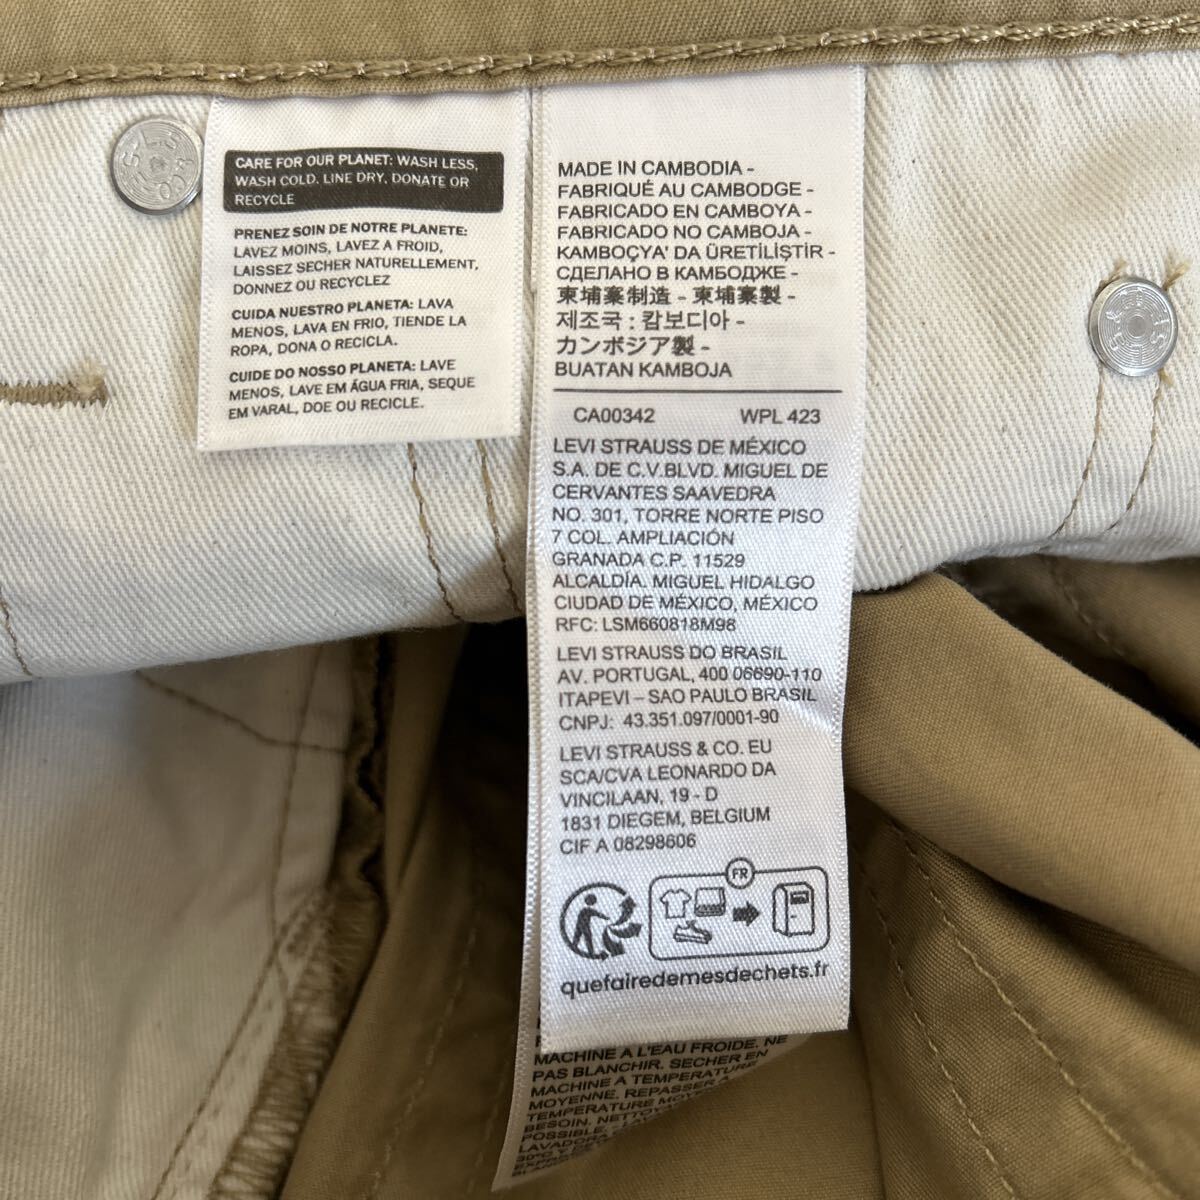 CARE FOR OUR PLANET: WASH LESS,
WASH COLD. LINE DRY, DONATE OR
RECYCLE
PRENEZ SOIN DE NOTRE PLANETE:
LAVEZ MOINS, LAVEZ A FROID,
LAISSEZ SECHER NATURELLEMENT,
DONNEZ OU RECYCLEZ
CUIDA NUESTRO PLANETA: LAVA
MENOS, LAVA EN FRIO, TIENDE LA
ROPA, DONA O RECICLA.
CUIDE DO NOSSO PLANETA: LAVE
MENOS, LAVE EM ÁGUA FRIA, SEQUE
EM VARAL, DOE OU RECICLE.
MADE IN CAMBODIA -
FABRIQUÉ AU CAMBODGE -
FABRICADO EN CAMBOYA -
FABRICADO NO CAMBOJA -
KAMBOÇYA' DA ÜRETİLİŞTİR -
СДЕЛАНО В КАМБОДЖЕ -
柬埔寨制造 - 柬埔寨製 -
제조국 : 캄보디아 -
カンボジア製 -
BUATAN KAMBOJA
CA00342 WPL 423
LEVI STRAUSS DE MÉXICO
S.A. DE C.V.BLVD. MIGUEL DE
CERVANTES SAAVEDRA
NO. 301, TORRE NORTE PISO
7 COL. AMPLIACIÓN
GRANADA C.P. 11529
ALCALDÍA. MIGUEL HIDALGO
CIUDAD DE MÉXICO, MÉXICO
RFC: LSM660818M98
LEVI STRAUSS DO BRASIL
AV. PORTUGAL, 400 06690-110
ITAPEVI – SAO PAULO BRASIL
CNPJ: 43.351.097/0001-90
LEVI STRAUSS & CO. EU
SCA/CVA LEONARDO DA
VINCILAAN, 19 - D
1831 DIEGEM, BELGIUM
CIF A 08298606
FR
quefairedemesdechets.fr
MACHINE A L'EAU FROIDE. NE
PAS BLANCHIR. SECHER EN
MACHINE A TEMPERATURE
MOYENNE. REPASSER A
TEMPERATURE
BESOIN.
POSSIBLE.
LAVADORA
30ºC Y